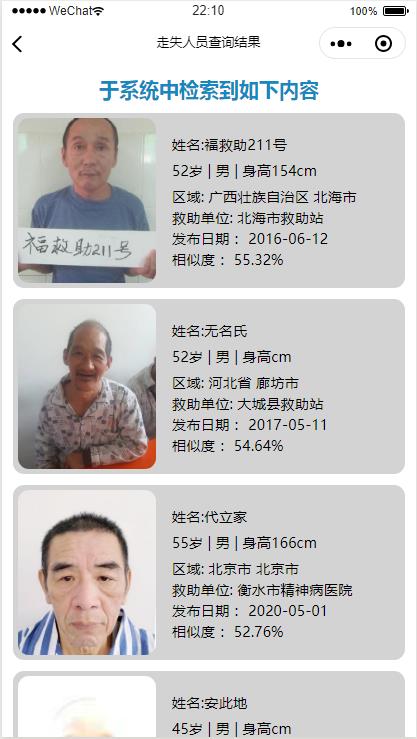 WeChat 22:10 100%
走失人员查询结果
于系统中检索到如下内容
福救助211号
姓名:福救助211号
52岁 | 男 | 身高154cm
区域: 广西壮族自治区 北海市
救助单位: 北海市救助站
发布日期： 2016-06-12
相似度： 55.32%
姓名:无名氏
52岁 | 男 | 身高cm
区域: 河北省 廊坊市
救助单位: 大城县救助站
发布日期： 2017-05-11
相似度： 54.64%
姓名:代立家
55岁 | 男 | 身高166cm
区域: 北京市 北京市
救助单位: 衡水市精神病医院
发布日期： 2020-05-01
相似度： 52.76%
姓名:安此地
45岁 | 男 | 身高cm